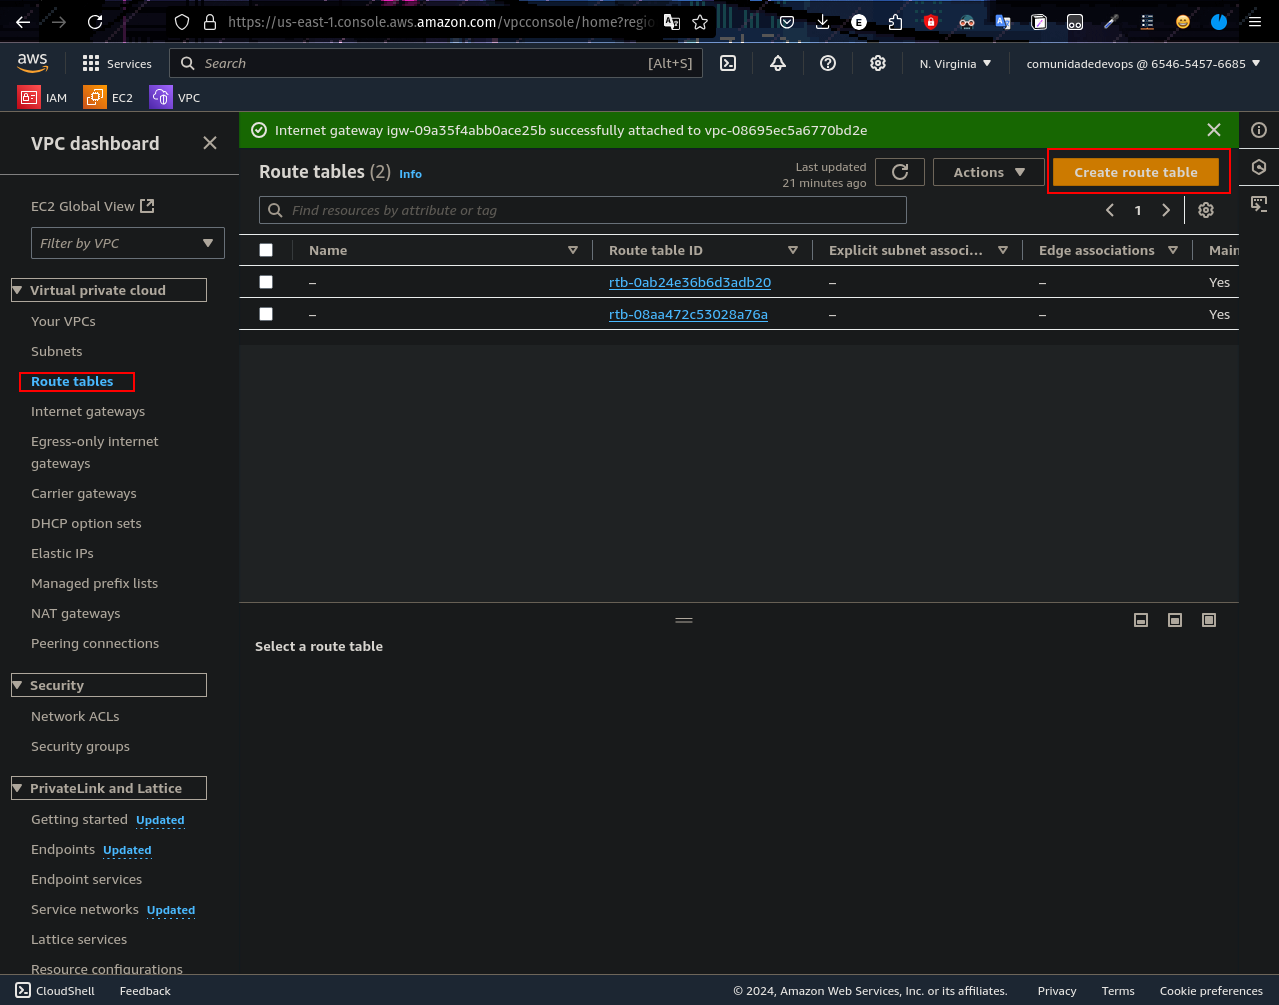 https://us-east-1.console.aws.amazon.com/vpcconsole/home?regio
aws
Services
Search
[Alt+S]
N. Virginia
comunidadedevops @ 6546-5457-6685
IAM
EC2
VPC
VPC dashboard
EC2 Global View
Filter by VPC
Virtual private cloud
Your VPCs
Subnets
Route tables
Internet gateways
Egress-only internet
gateways
Carrier gateways
DHCP option sets
Elastic IPs
Managed prefix lists
NAT gateways
Peering connections
Security
Network ACLs
Security groups
PrivateLink and Lattice
Getting started Updated
Endpoints Updated
Endpoint services
Service networks Updated
Lattice services
Resource configurations
Internet gateway igw-09a35f4abb0ace25b successfully attached to vpc-08695ec5a6770bd2e
Route tables (2) Info
Last updated
21 minutes ago
Actions
Create route table
Find resources by attribute or tag
1
Name Route table ID Explicit subnet associ... Edge associations Main
– rtb-0ab24e36b6d3adb20 – – Yes
– rtb-08aa472c53028a76a – – Yes
Select a route table
CloudShell Feedback
© 2024, Amazon Web Services, Inc. or its affiliates. Privacy Terms Cookie preferences